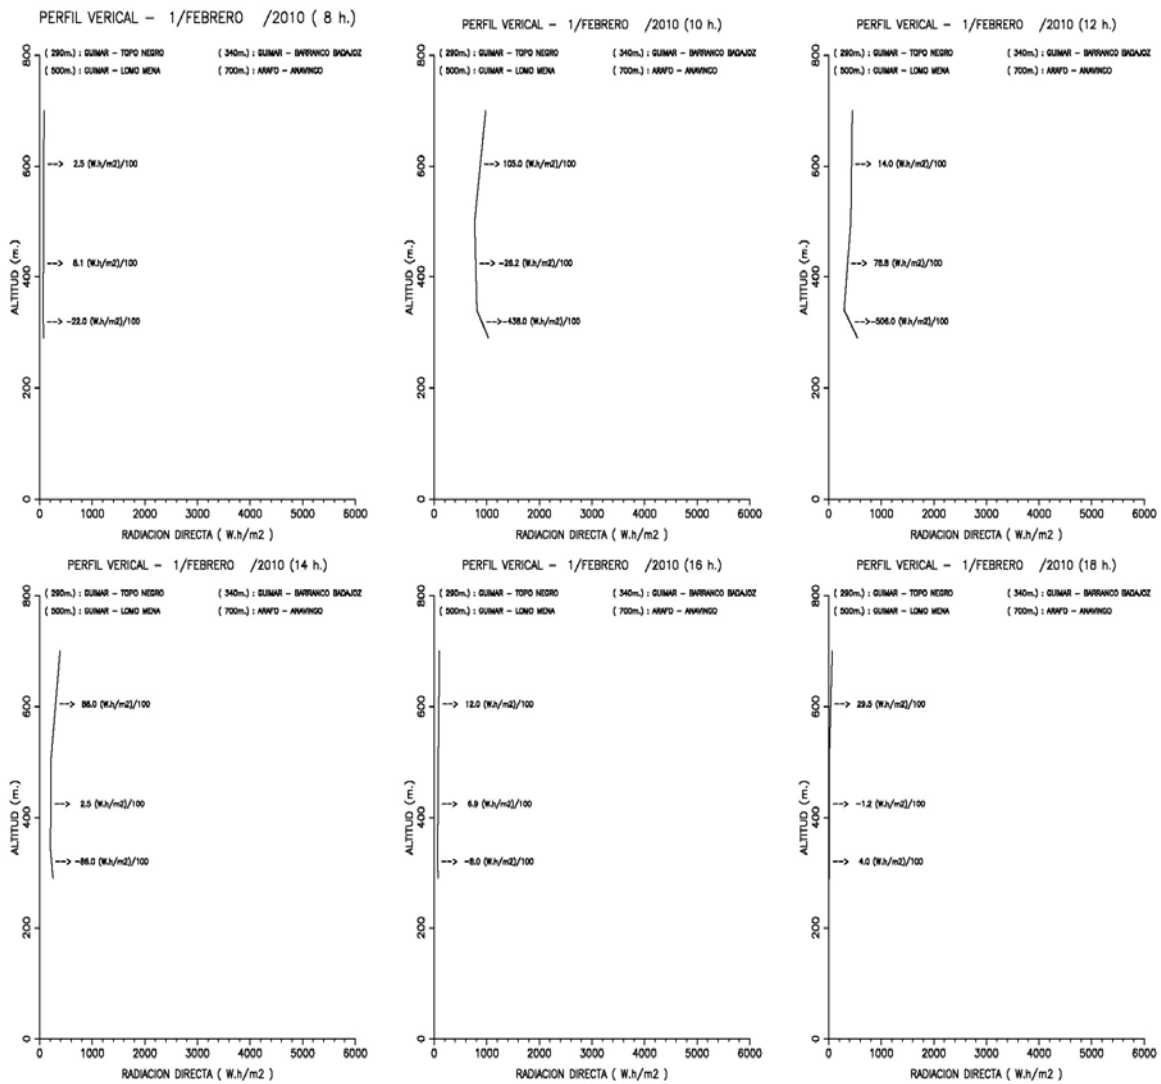 PERFIL VERICAL - 1/FEBRERO /2010 ( 8 h.)
( 290m.) : GUIMAR - TOPO NEGRO ( 340m.) : GUIMAR - BARRANCO BADAJOZ
( 500m.) : GUIMAR - LOMO MENA ( 700m.) : ARAFO - ANAVINGO
800
600
400
200
0
ALTITUD (m.)
---> 2.5 (W.h/m2)/100
---> 8.1 (W.h/m2)/100
---> -22.0 (W.h/m2)/100
0 1000 2000 3000 4000 5000 6000
RADIACION DIRECTA ( W.h/m2 )
PERFIL VERICAL - 1/FEBRERO /2010 (10 h.)
( 290m.) : GUIMAR - TOPO NEGRO ( 340m.) : GUIMAR - BARRANCO BADAJOZ
( 500m.) : GUIMAR - LOMO MENA ( 700m.) : ARAFO - ANAVINGO
800
600
400
200
0
ALTITUD (m.)
---> 105.0 (W.h/m2)/100
---> -26.2 (W.h/m2)/100
---> -438.0 (W.h/m2)/100
0 1000 2000 3000 4000 5000 6000
RADIACION DIRECTA ( W.h/m2 )
PERFIL VERICAL - 1/FEBRERO /2010 (12 h.)
( 290m.) : GUIMAR - TOPO NEGRO ( 340m.) : GUIMAR - BARRANCO BADAJOZ
( 500m.) : GUIMAR - LOMO MENA ( 700m.) : ARAFO - ANAVINGO
800
600
400
200
0
ALTITUD (m.)
---> 14.0 (W.h/m2)/100
---> 78.8 (W.h/m2)/100
---> -506.0 (W.h/m2)/100
0 1000 2000 3000 4000 5000 6000
RADIACION DIRECTA ( W.h/m2 )
PERFIL VERICAL - 1/FEBRERO /2010 (14 h.)
( 290m.) : GUIMAR - TOPO NEGRO ( 340m.) : GUIMAR - BARRANCO BADAJOZ
( 500m.) : GUIMAR - LOMO MENA ( 700m.) : ARAFO - ANAVINGO
800
600
400
200
0
ALTITUD (m.)
---> (W.h/m2)/100
---> 2.5 (W.h/m2)/100
---> (W.h/m2)/100
0 1000 2000 3000 4000 5000 6000
RADIACION DIRECTA ( W.h/m2 )
PERFIL VERICAL - 1/FEBRERO /2010 (16 h.)
( 290m.) : GUIMAR - TOPO NEGRO ( 340m.) : GUIMAR - BARRANCO BADAJOZ
( 500m.) : GUIMAR - LOMO MENA ( 700m.) : ARAFO - ANAVINGO
800
600
400
200
0
ALTITUD (m.)
---> 12.0 (W.h/m2)/100
---> 6.9 (W.h/m2)/100
---> -8.0 (W.h/m2)/100
0 1000 2000 3000 4000 5000 6000
RADIACION DIRECTA ( W.h/m2 )
PERFIL VERICAL - 1/FEBRERO /2010 (18 h.)
( 290m.) : GUIMAR - TOPO NEGRO ( 340m.) : GUIMAR - BARRANCO BADAJOZ
( 500m.) : GUIMAR - LOMO MENA ( 700m.) : ARAFO - ANAVINGO
800
600
400
200
0
ALTITUD (m.)
---> 29.5 (W.h/m2)/100
---> -1.2 (W.h/m2)/100
---> 4.0 (W.h/m2)/100
0 1000 2000 3000 4000 5000 6000
RADIACION DIRECTA ( W.h/m2 )